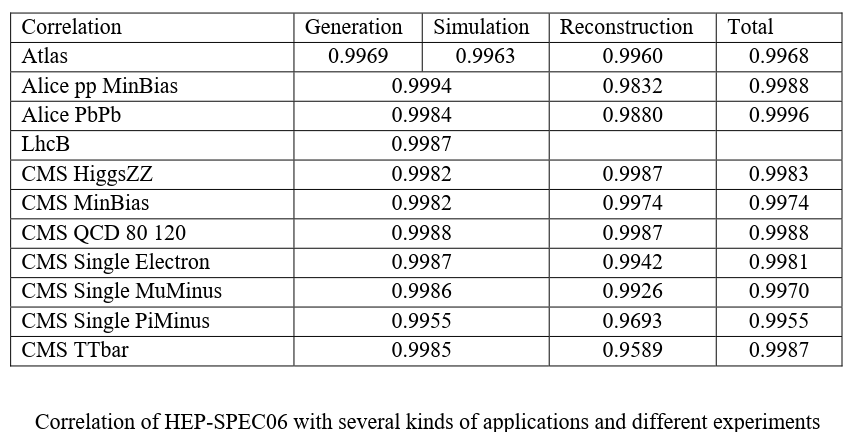 Correlation Generation Simulation Reconstruction Total
Atlas 0.9969 0.9963 0.9960 0.9968
Alice pp MinBias 0.9994 0.9832 0.9988
Alice PbPb 0.9984 0.9880 0.9996
LhcB 0.9987
CMS HiggsZZ 0.9982 0.9987 0.9983
CMS MinBias 0.9982 0.9974 0.9974
CMS QCD 80 120 0.9988 0.9987 0.9988
CMS Single Electron 0.9987 0.9942 0.9981
CMS Single MuMinus 0.9986 0.9926 0.9970
CMS Single PiMinus 0.9955 0.9693 0.9955
CMS TTbar 0.9985 0.9589 0.9987
Correlation of HEP-SPEC06 with several kinds of applications and different experiments